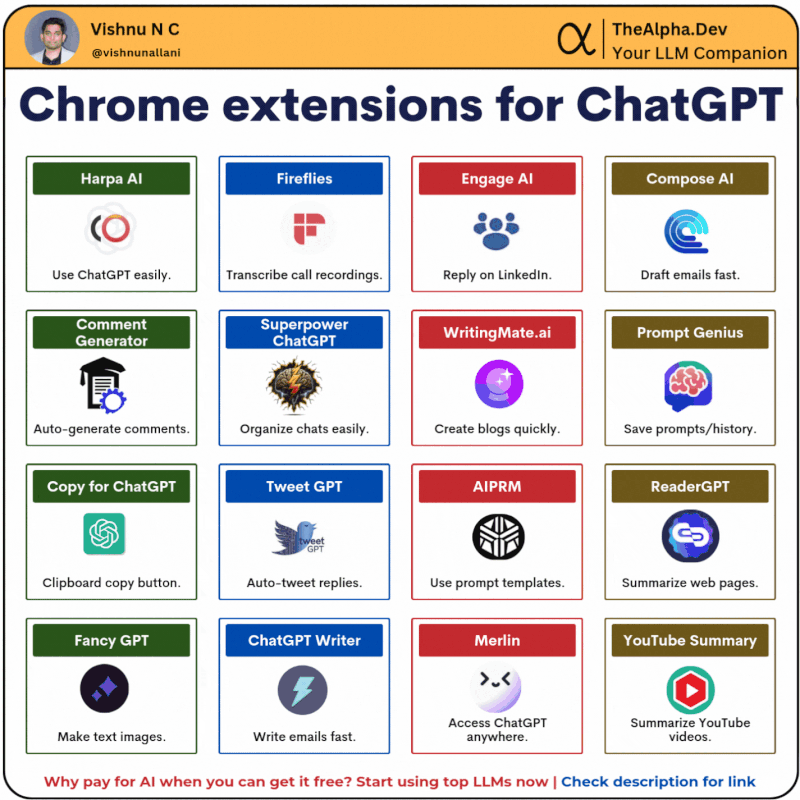 Vishnu N C
@vishnunallani
TheAlpha.Dev
Your LLM Companion
Chrome extensions for ChatGPT
Harpa AI
Use ChatGPT easily.
Fireflies
Transcribe call recordings.
Engage AI
Reply on LinkedIn.
Compose AI
Draft emails fast.
Comment
Generator
Auto-generate comments.
Superpower
ChatGPT
Organize chats easily.
WritingMate.ai
Create blogs quickly.
Prompt Genius
Save prompts/history.
Copy for ChatGPT
Clipboard copy button.
Tweet GPT
tweet
GPT
Auto-tweet replies.
AIPRM
Use prompt templates.
ReaderGPT
Summarize web pages.
Fancy GPT
Make text images.
ChatGPT Writer
Write emails fast.
Merlin
Access ChatGPT
anywhere.
YouTube Summary
Summarize YouTube
videos.
Why pay for AI when you can get it free? Start using top LLMs now | Check description for link